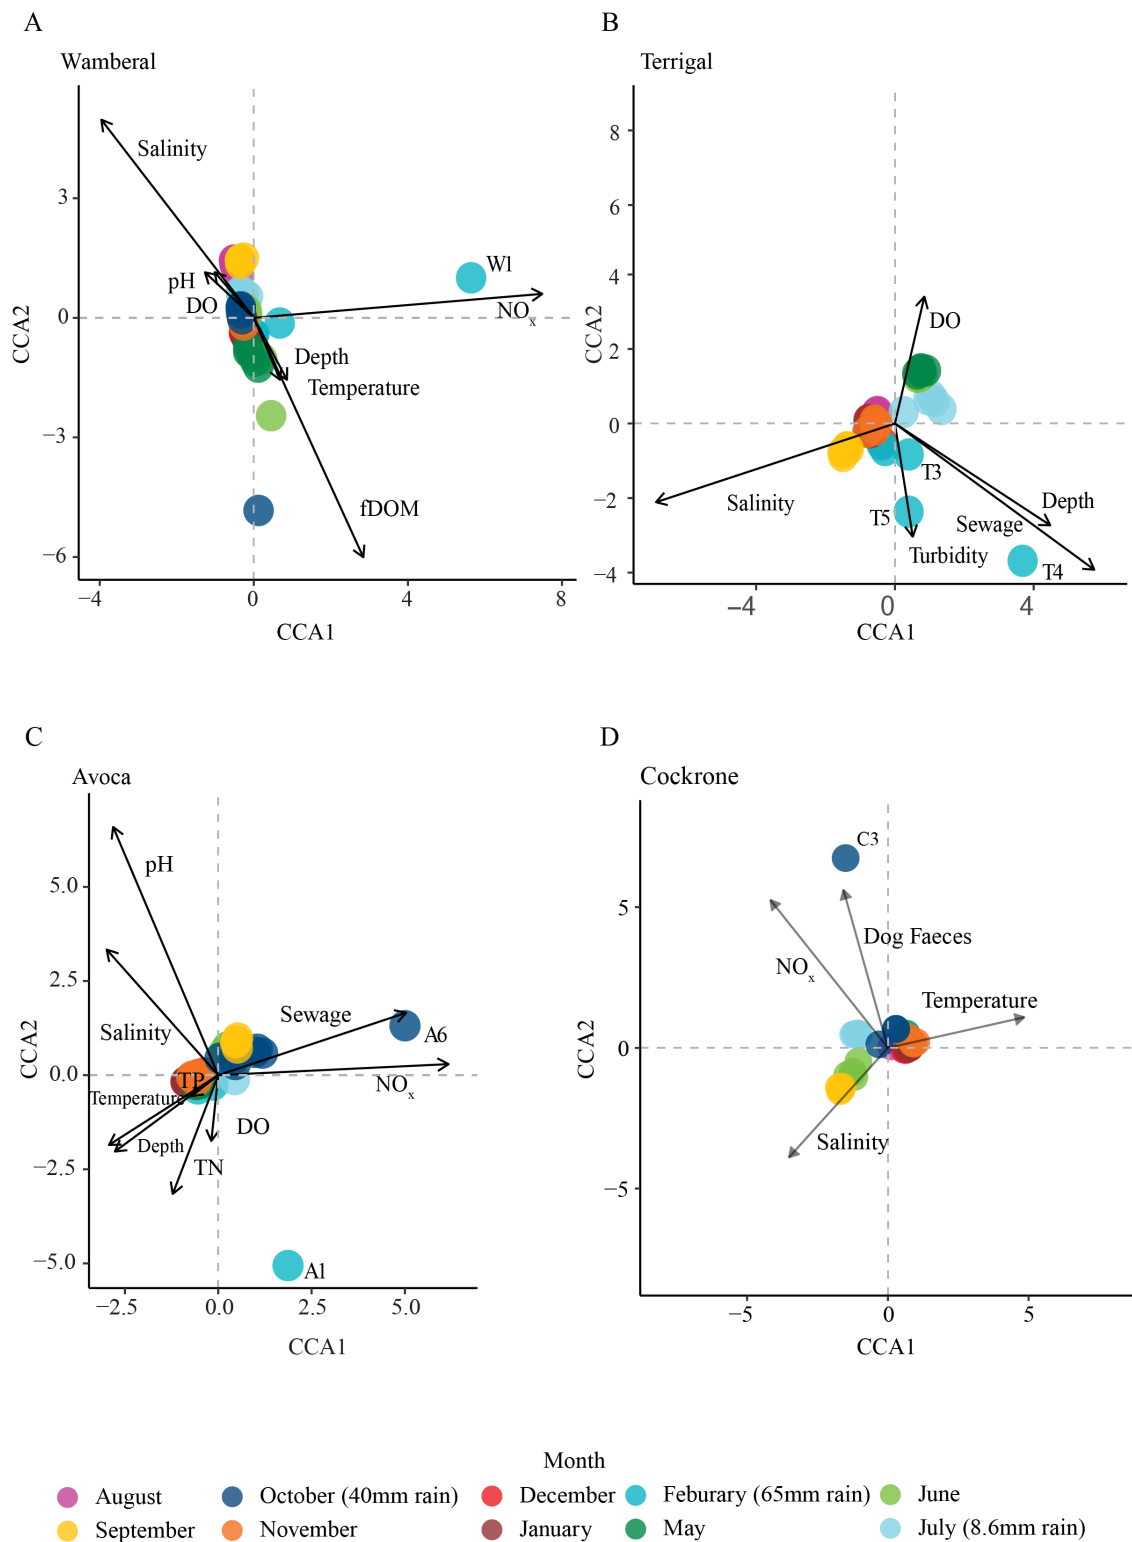 A
Wamberal
Salinity
pH
DO
W1
NOx
Depth
Temperature
fDOM
3
0
−3
−6
−4
0
4
8
CCA2
CCA1
B
Terrigal
8
6
4
2
0
−2
−4
−4
0
4
CCA2
CCA1
DO
T3
Salinity
T5
Depth
Sewage
Turbidity
T4
C
Avoca
pH
5.0
2.5
0.0
−2.5
−5.0
−2.5
0.0
2.5
5.0
CCA2
CCA1
Salinity
Sewage
A6
TP
Temperature
NOx
DO
Depth
TN
A1
D
Cockrone
C3
5
0
−5
−5
0
5
CCA2
CCA1
Dog Faeces
NOx
Temperature
Salinity
Month
August
October (40mm rain)
December
Feburary (65mm rain)
June
September
November
January
May
July (8.6mm rain)